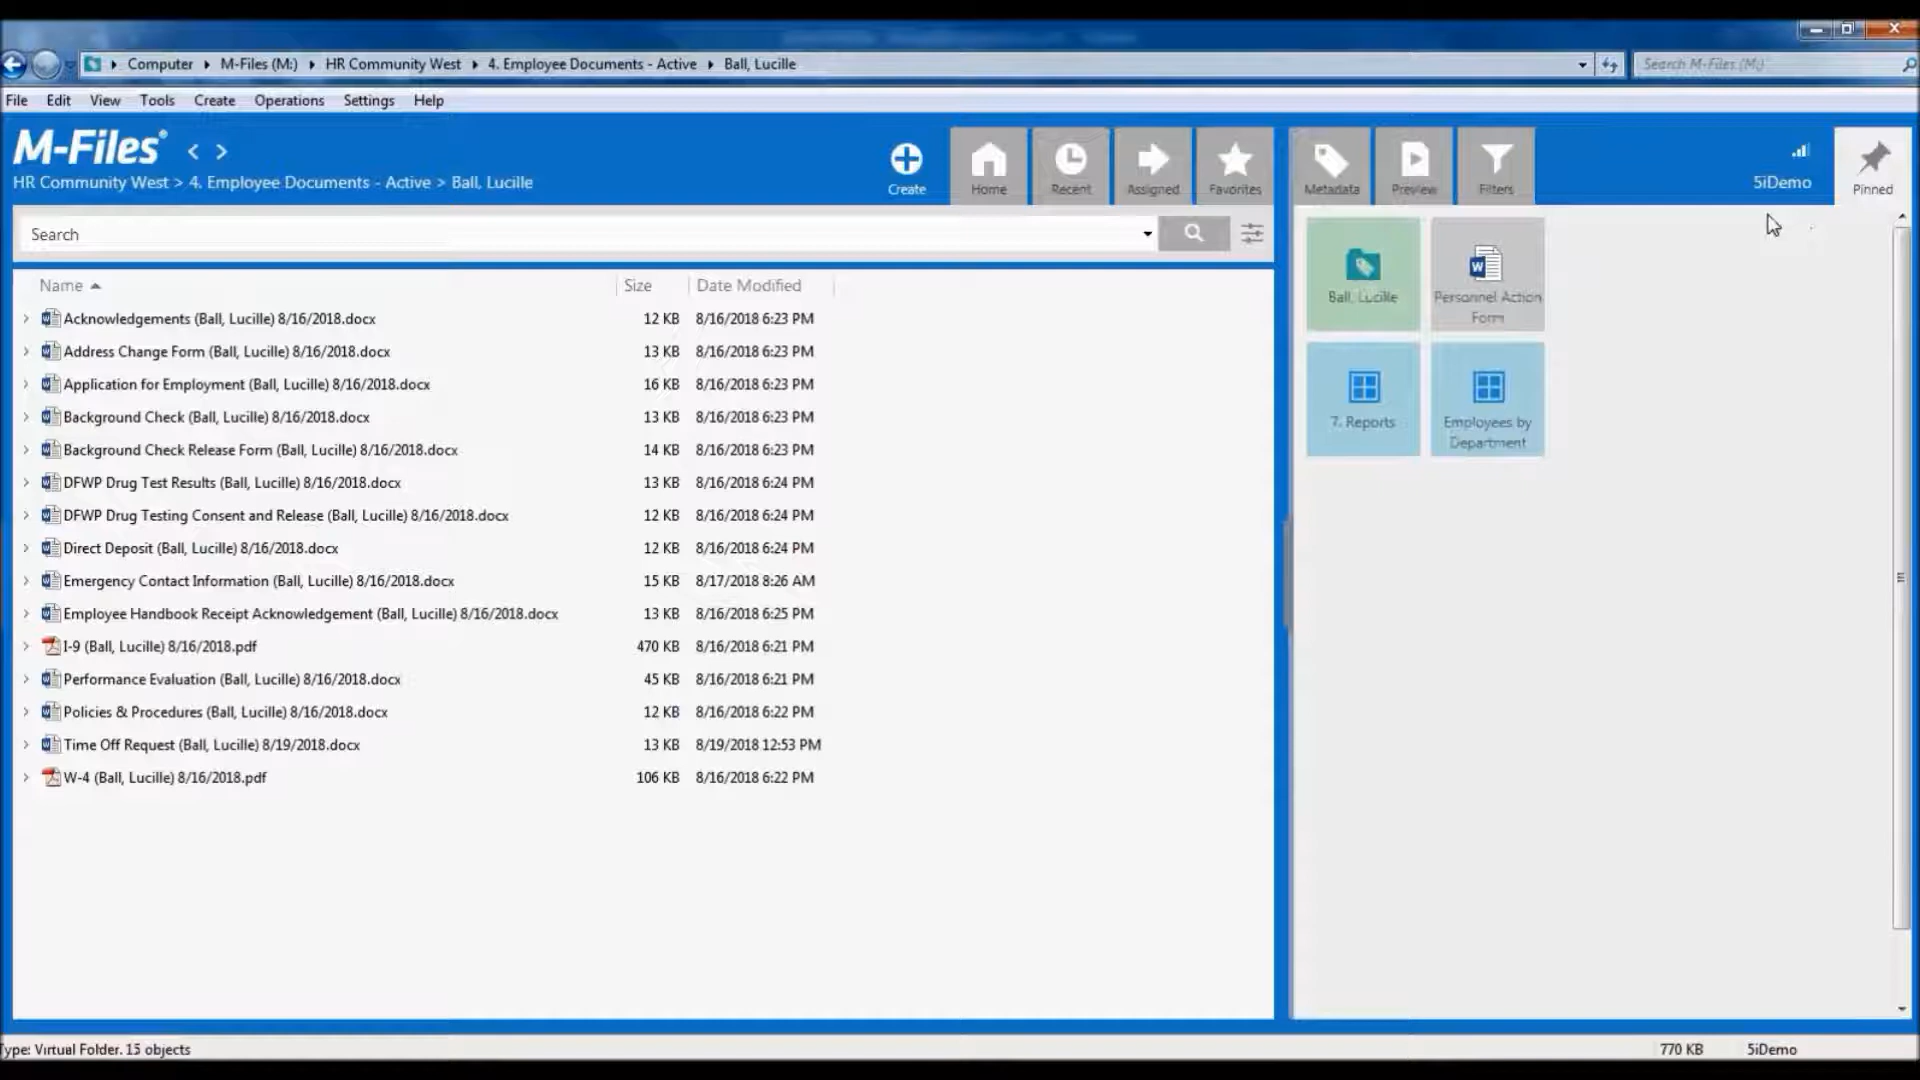 Computer M-Files (M:) HR Community West 4. Employee Documents - Active Ball, Lucille
Search M-Files (M:)
File Edit View Tools Create Operations Settings Help
M-Files®
HR Community West > 4. Employee Documents - Active > Ball, Lucille
Create Home Recent Assigned Favorites Metadata Preview Filters 5iDemo Pinned
Search
Name Size Date Modified
Acknowledgements (Ball, Lucille) 8/16/2018.docx 12 KB 8/16/2018 6:23 PM
Address Change Form (Ball, Lucille) 8/16/2018.docx 13 KB 8/16/2018 6:23 PM
Application for Employment (Ball, Lucille) 8/16/2018.docx 16 KB 8/16/2018 6:23 PM
Background Check (Ball, Lucille) 8/16/2018.docx 13 KB 8/16/2018 6:23 PM
Background Check Release Form (Ball, Lucille) 8/16/2018.docx 14 KB 8/16/2018 6:23 PM
DFWP Drug Test Results (Ball, Lucille) 8/16/2018.docx 13 KB 8/16/2018 6:24 PM
DFWP Drug Testing Consent and Release (Ball, Lucille) 8/16/2018.docx 12 KB 8/16/2018 6:24 PM
Direct Deposit (Ball, Lucille) 8/16/2018.docx 12 KB 8/16/2018 6:24 PM
Emergency Contact Information (Ball, Lucille) 8/16/2018.docx 15 KB 8/17/2018 8:26 AM
Employee Handbook Receipt Acknowledgement (Ball, Lucille) 8/16/2018.docx 13 KB 8/16/2018 6:25 PM
I-9 (Ball, Lucille) 8/16/2018.pdf 470 KB 8/16/2018 6:21 PM
Performance Evaluation (Ball, Lucille) 8/16/2018.docx 45 KB 8/16/2018 6:21 PM
Policies & Procedures (Ball, Lucille) 8/16/2018.docx 12 KB 8/16/2018 6:22 PM
Time Off Request (Ball, Lucille) 8/19/2018.docx 13 KB 8/19/2018 12:53 PM
W-4 (Ball, Lucille) 8/16/2018.pdf 106 KB 8/16/2018 6:22 PM
Ball, Lucille
Personnel Action
Form
7. Reports
Employees by
Department
Type: Virtual Folder. 15 objects 770 KB 5iDemo